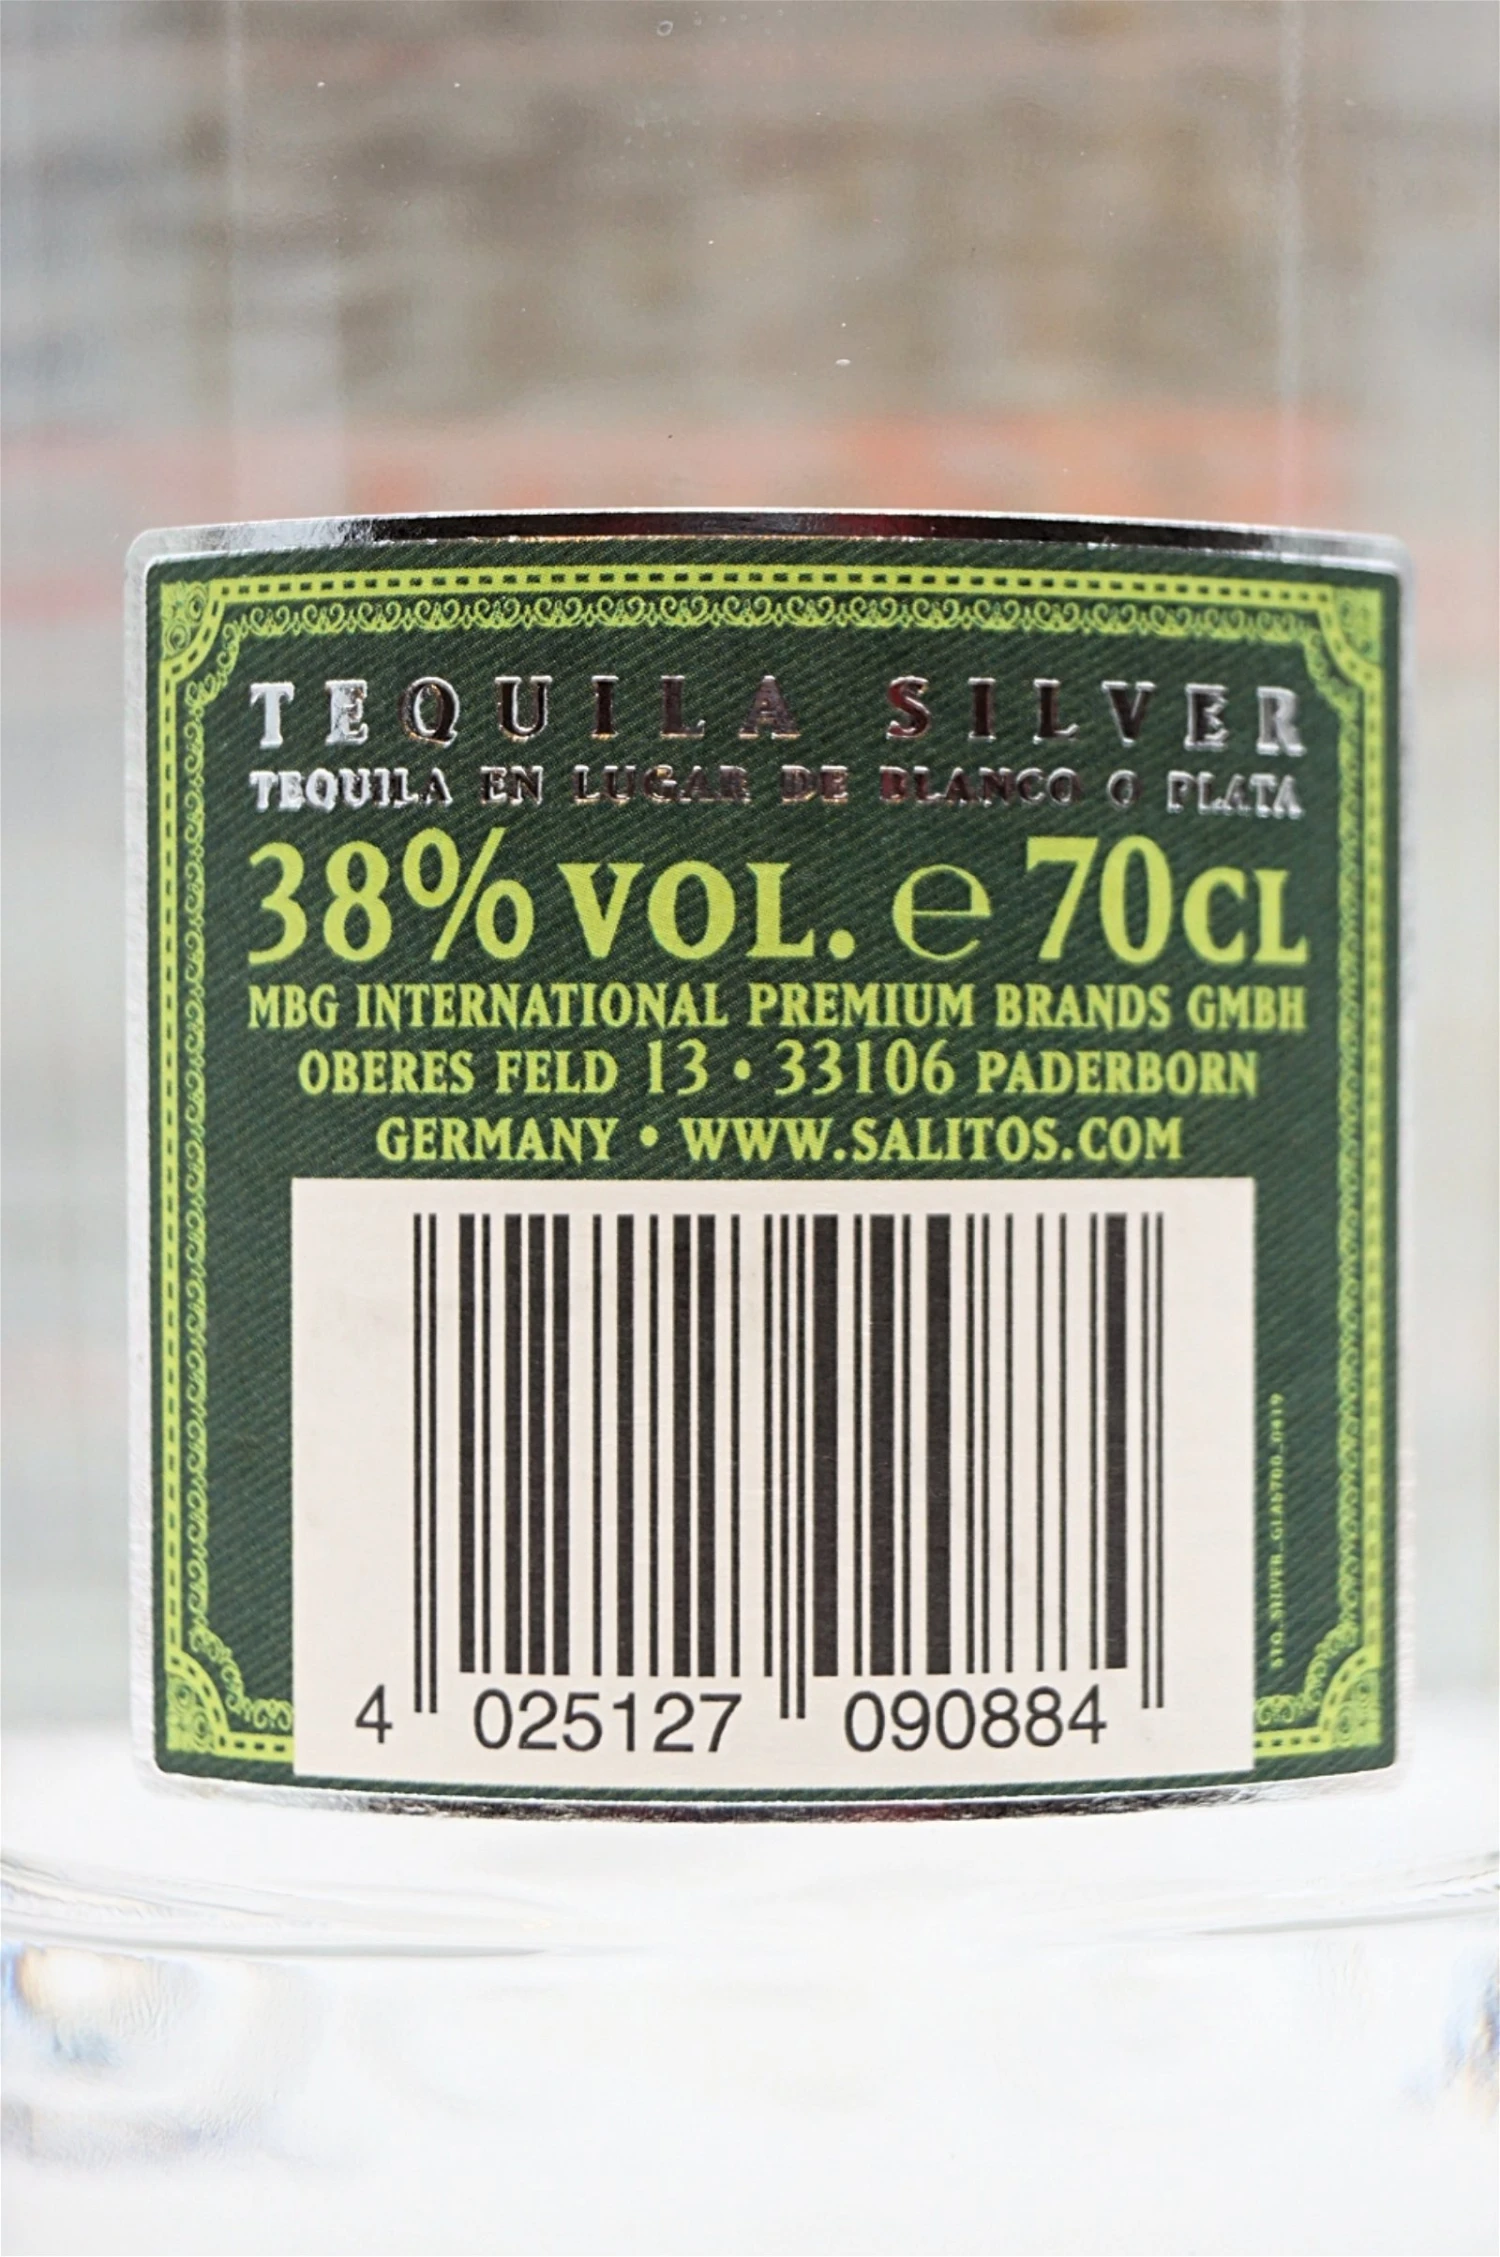 TEQUILA SILVER
TEQUILA EN LUGAR DE BLANCO O PLATA
38% VOL. ℮ 70CL
MBG INTERNATIONAL PREMIUM BRANDS GMBH
OBERES FELD 13 • 33106 PADERBORN
GERMANY • WWW.SALITOS.COM
STQ_SILVER_GLAS700_0419
4 025127 090884